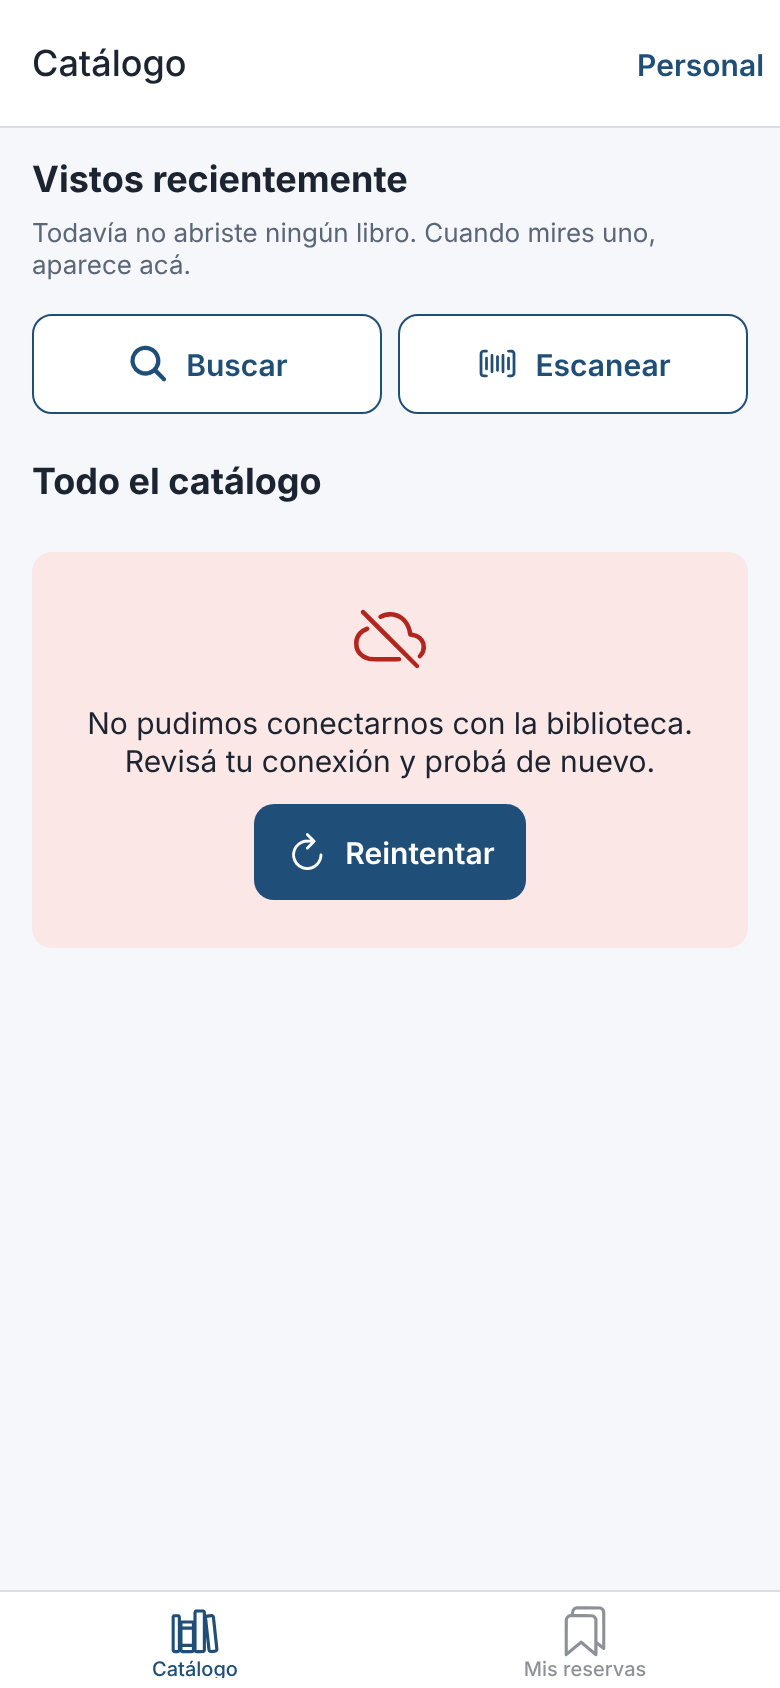 Catálogo
Personal
Vistos recientemente
Todavía no abriste ningún libro. Cuando mires uno,
aparece acá.
Buscar
Escanear
Todo el catálogo
No pudimos conectarnos con la biblioteca.
Revisá tu conexión y probá de nuevo.
Reintentar
Catálogo
Mis reservas